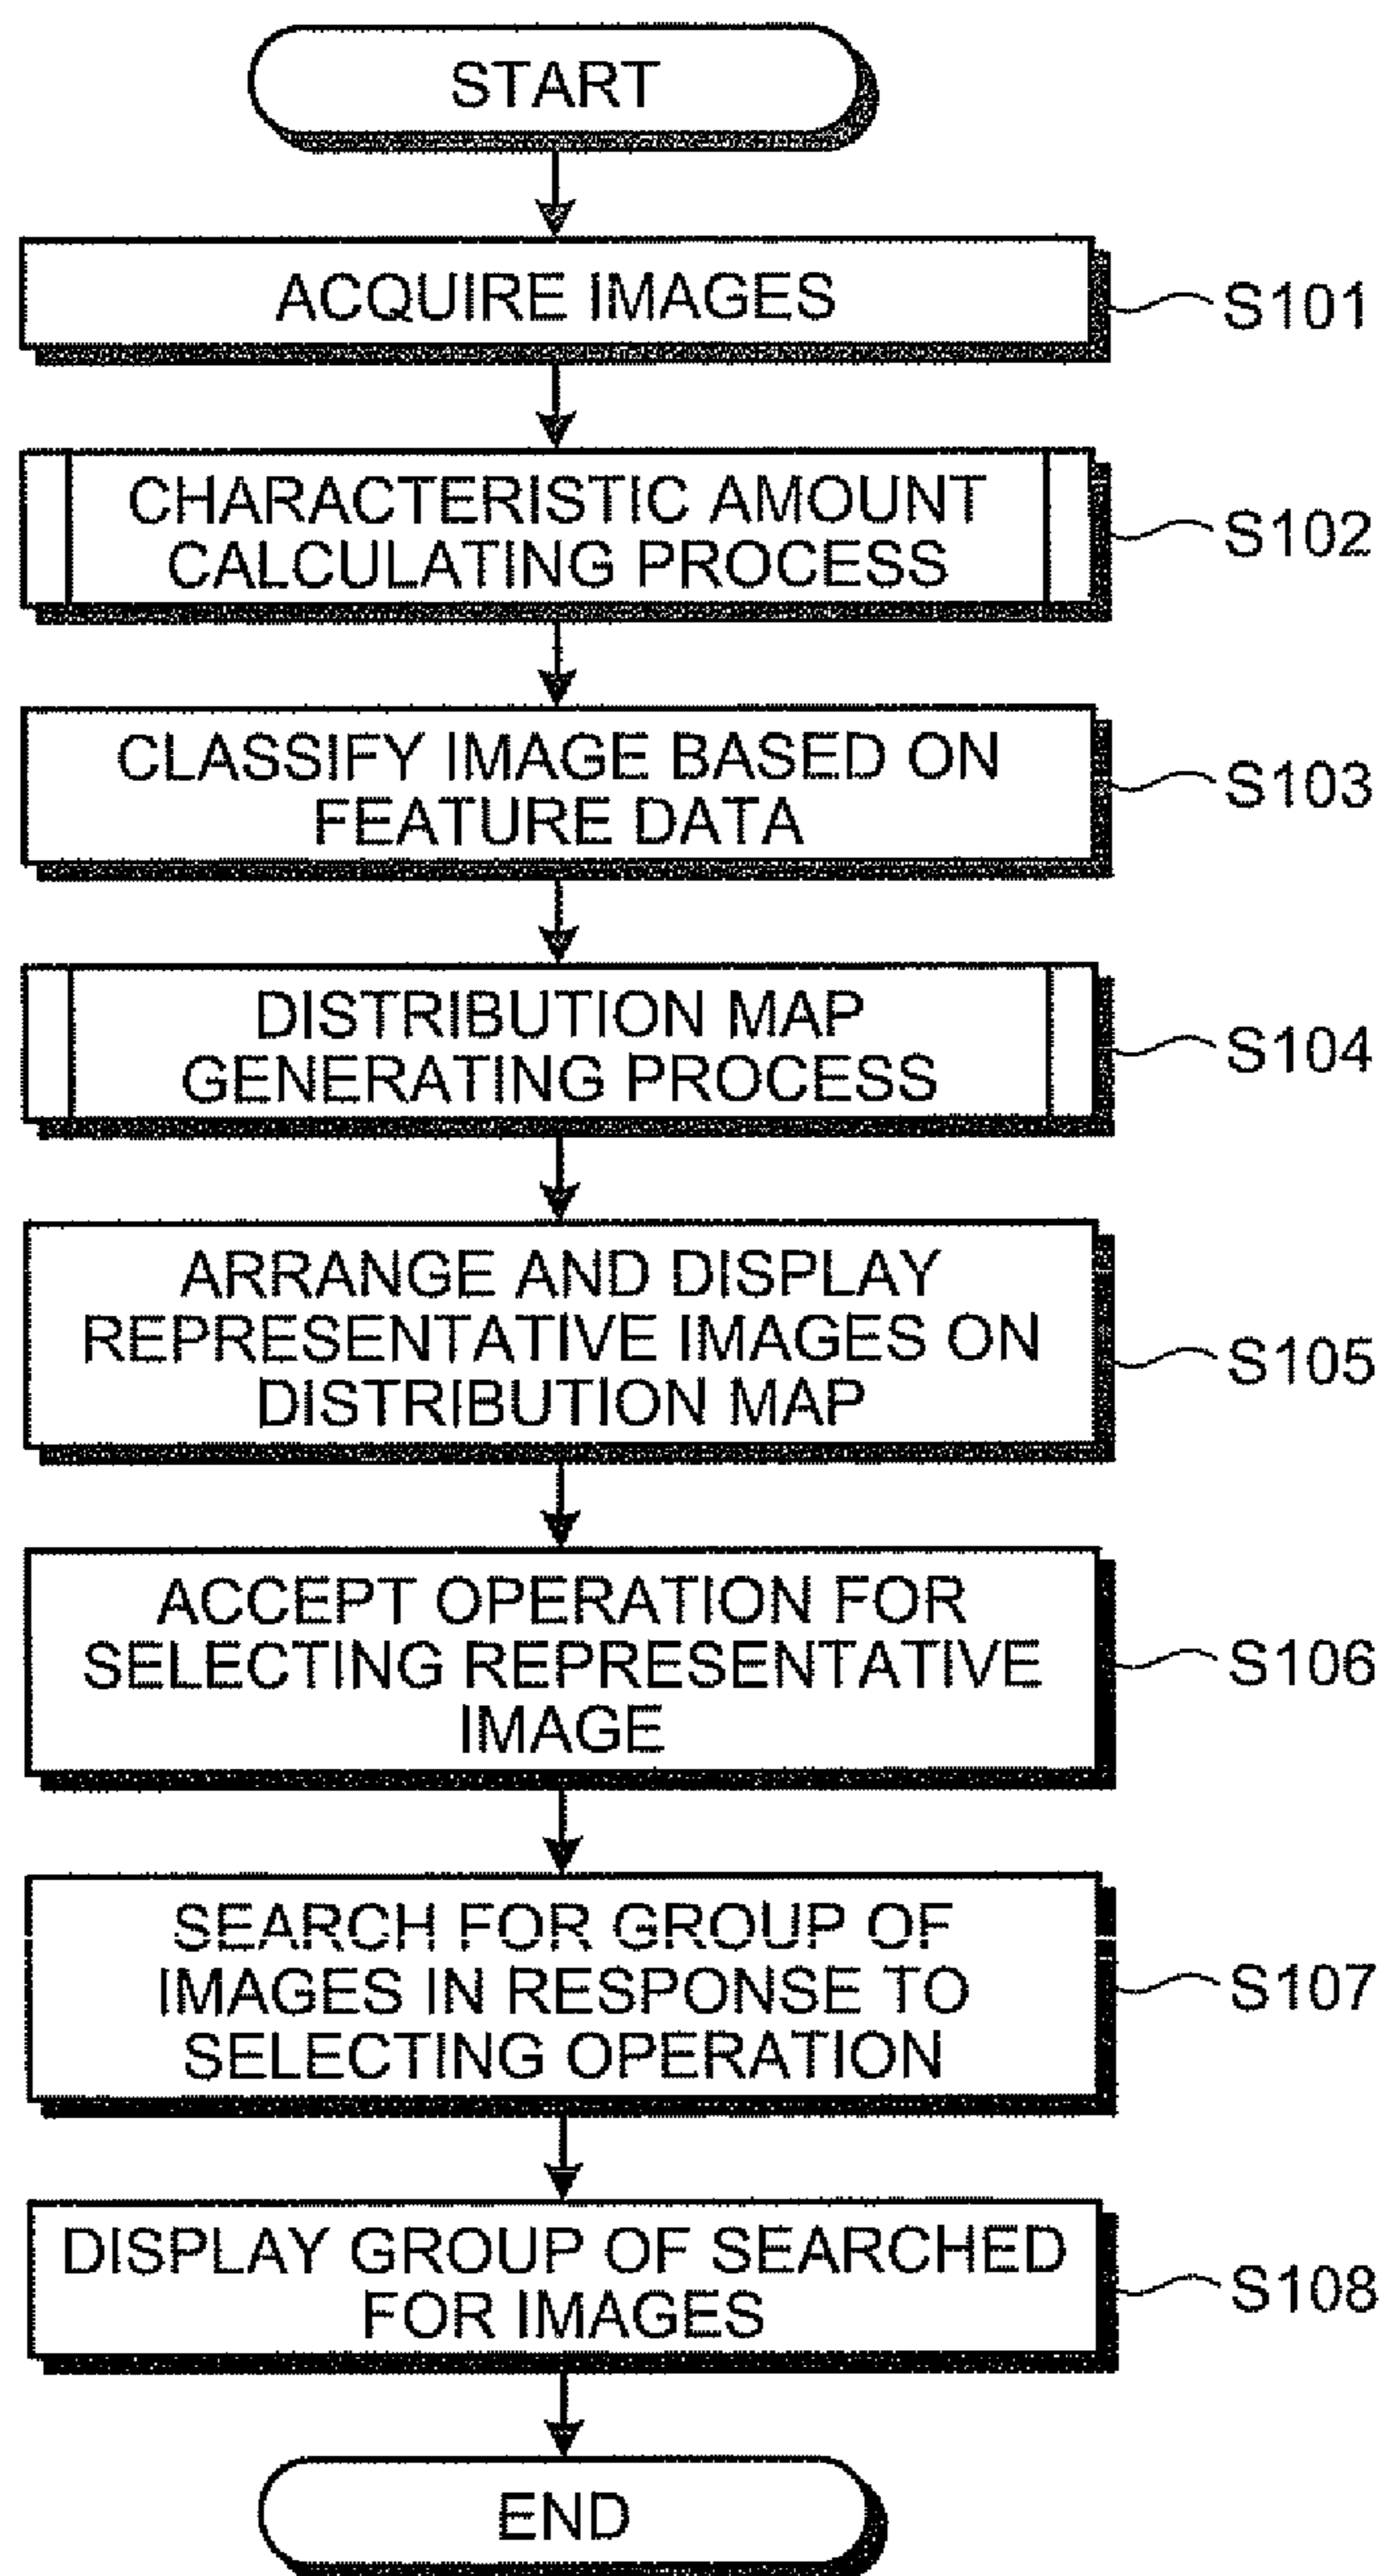 START
ACQUIRE IMAGES
S101
CHARACTERISTIC AMOUNT
CALCULATING PROCESS
S102
CLASSIFY IMAGE BASED ON
FEATURE DATA
S103
DISTRIBUTION MAP
GENERATING PROCESS
S104
ARRANGE AND DISPLAY
REPRESENTATIVE IMAGES ON
DISTRIBUTION MAP
S105
ACCEPT OPERATION FOR
SELECTING REPRESENTATIVE
IMAGE
S106
SEARCH FOR GROUP OF
IMAGES IN RESPONSE TO
SELECTING OPERATION
S107
DISPLAY GROUP OF SEARCHED
FOR IMAGES
S108
END